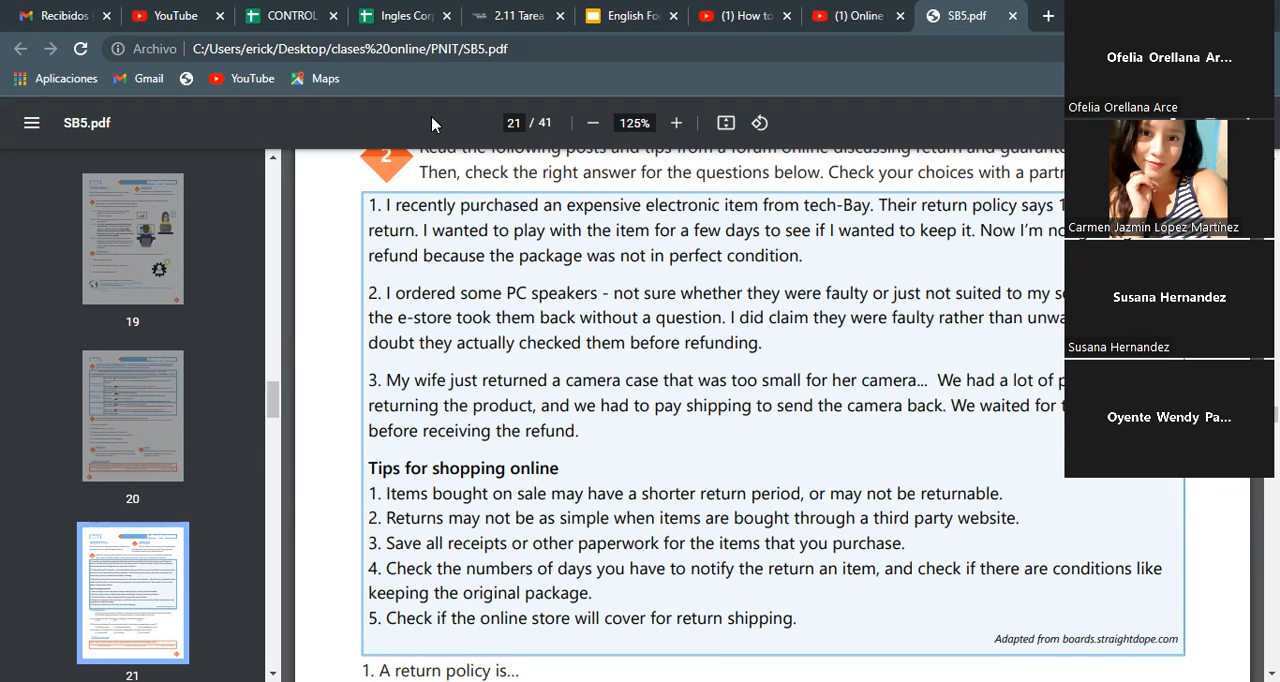 Recibidos
YouTube
CONTROL
Ingles Cor
2.11 Tarea
English Fo
(1) How to
(1) Online
SB5.pdf
Archivo C:/Users/erick/Desktop/clases%20online/PNIT/SB5.pdf
Aplicaciones Gmail YouTube Maps
SB5.pdf 21 / 41 125%
19
20
21
2
Then, check the right answer for the questions below. Check your choices with a partn
1. I recently purchased an expensive electronic item from tech-Bay. Their return policy says 1
return. I wanted to play with the item for a few days to see if I wanted to keep it. Now I'm no
refund because the package was not in perfect condition.
2. I ordered some PC speakers - not sure whether they were faulty or just not suited to my s
the e-store took them back without a question. I did claim they were faulty rather than unwa
doubt they actually checked them before refunding.
3. My wife just returned a camera case that was too small for her camera... We had a lot of p
returning the product, and we had to pay shipping to send the camera back. We waited for t
before receiving the refund.
Tips for shopping online
1. Items bought on sale may have a shorter return period, or may not be returnable.
2. Returns may not be as simple when items are bought through a third party website.
3. Save all receipts or other paperwork for the items that you purchase.
4. Check the number of days you have to notify the return an item, and check if there are conditions like
keeping the original package.
5. Check if the online store will cover for return shipping.
Adapted from boards.straightdope.com
1. A return policy is...
Ofelia Orellana Ar...
Ofelia Orellana Arce
Carmen Jazmin Lopez Martinez
Susana Hernandez
Susana Hernandez
Oyente Wendy Pa...